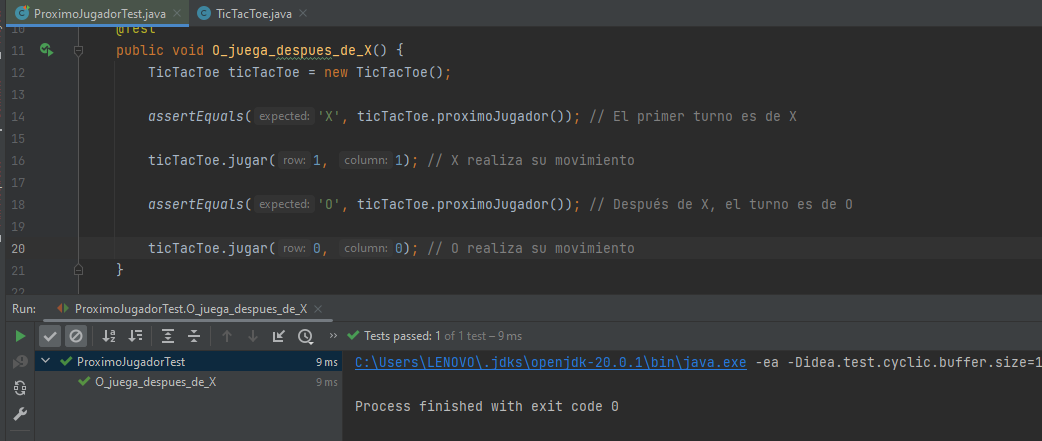 ProximoJugadorTest.java TicTacToe.java
10 @Test
11 public void O_juega_despues_de_X() {
12 TicTacToe ticTacToe = new TicTacToe();
13
14 assertEquals( expected: 'X', ticTacToe.proximoJugador()); // El primer turno es de X
15
16 ticTacToe.jugar( row: 1, column: 1); // X realiza su movimiento
17
18 assertEquals( expected: 'O', ticTacToe.proximoJugador()); // Después de X, el turno es de O
19
20 ticTacToe.jugar( row: 0, column: 0); // O realiza su movimiento
21 }
22
Run: ProximoJugadorTest.O_juega_despues_de_X
Tests passed: 1 of 1 test – 9 ms
ProximoJugadorTest 9 ms
O_juega_despues_de_X 9 ms
C:\Users\LENOVO\.jdks\openjdk-20.0.1\bin\java.exe -ea -Didea.test.cyclic.buffer.size=1
Process finished with exit code 0